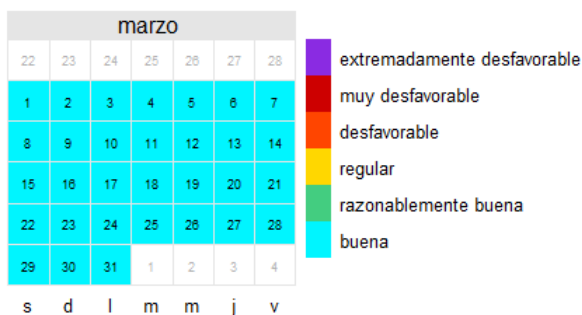 marzo
22 23 24 25 26 27 28
1 2 3 4 5 6 7
8 9 10 11 12 13 14
15 16 17 18 19 20 21
22 23 24 25 26 27 28
29 30 31 1 2 3 4
s d l m m j v
extremadamente desfavorable
muy desfavorable
desfavorable
regular
razonablemente buena
buena